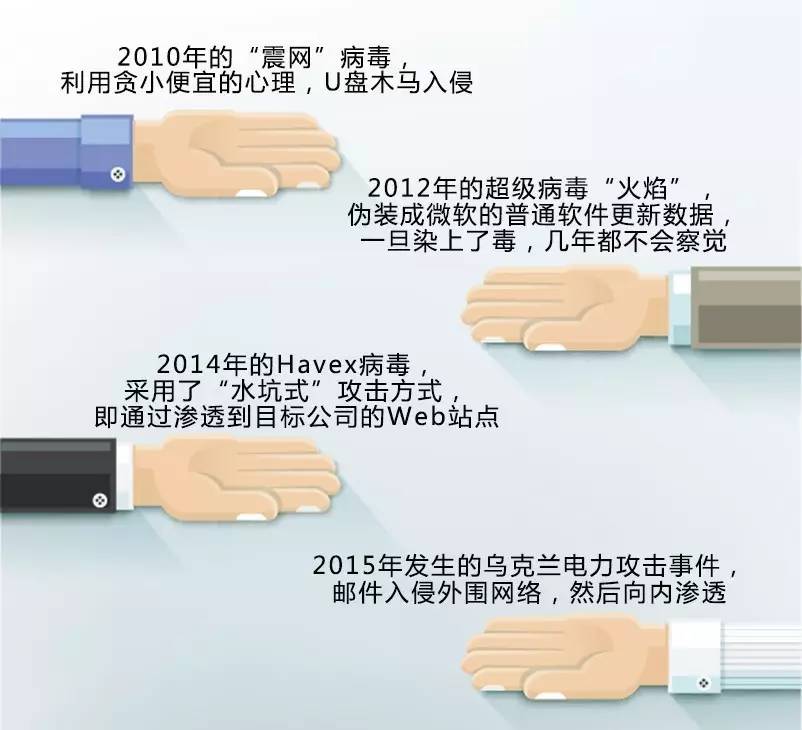 2010年的“震网”病毒，
利用贪小便宜的心理，U盘木马入侵
2012年的超级病毒“火焰”，
伪装成微软的普通软件更新数据，
一旦染上了毒，几年都不会察觉
2014年的Havex病毒，
采用了“水坑式”攻击方式，
即通过渗透到目标公司的Web站点
2015年发生的乌克兰电力攻击事件，
邮件入侵外围网络，然后向内渗透